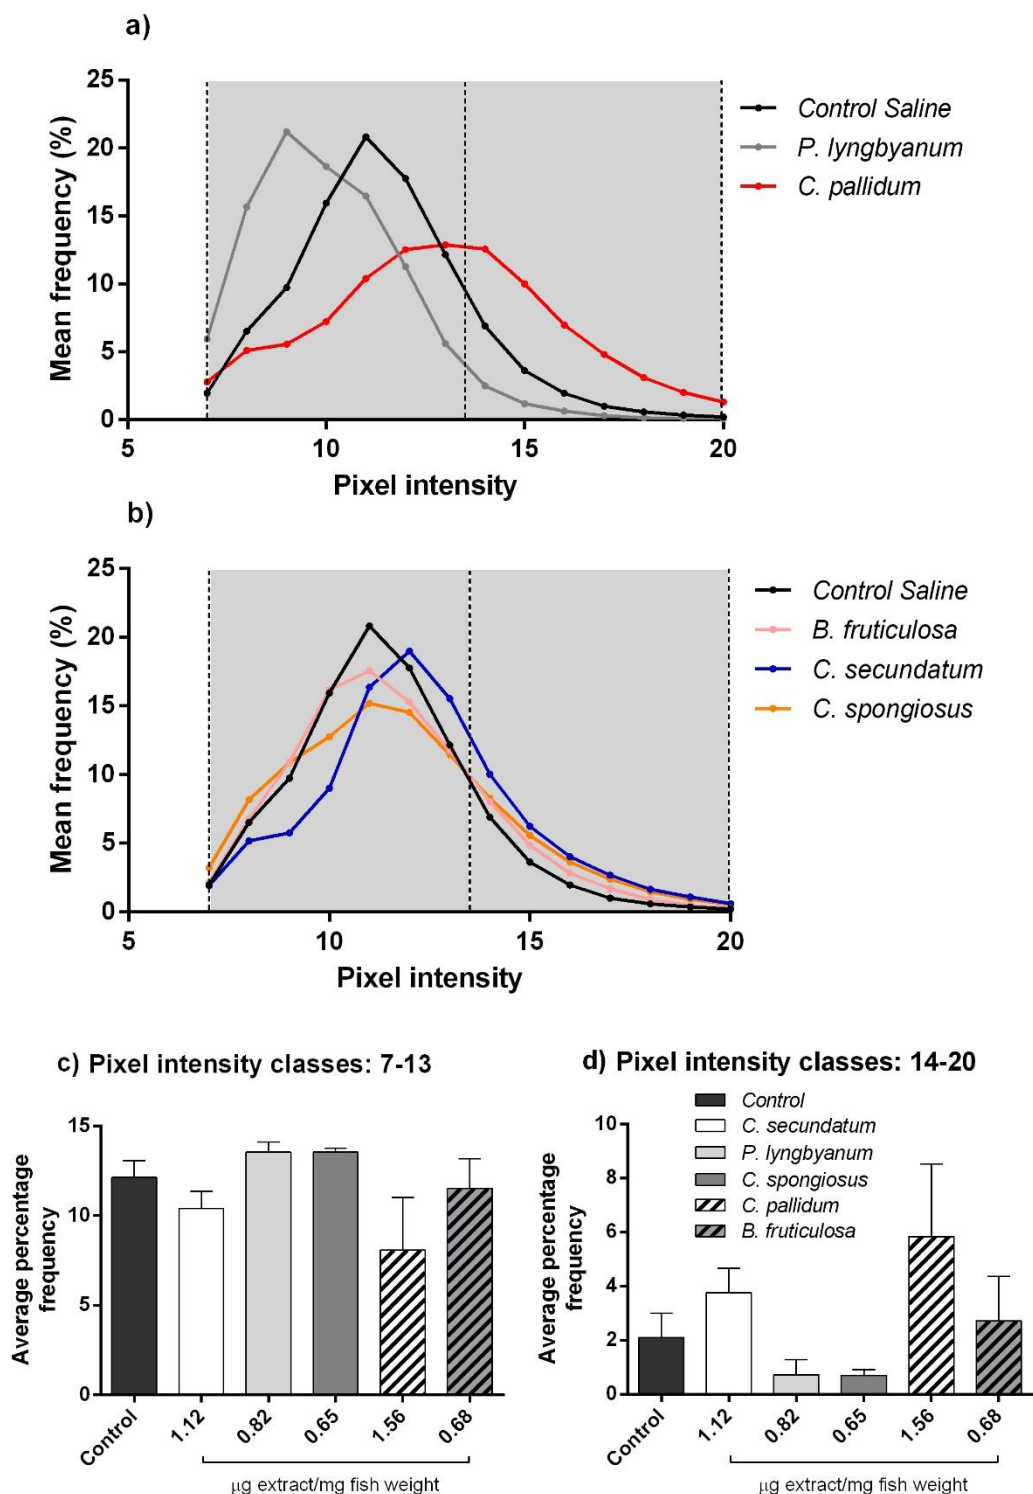 a)
25
20
15
10
5
0
Mean frequency (%)
5
10
15
20
Pixel intensity
Control Saline
P. lyngbyanum
C. pallidum
b)
25
20
15
10
5
0
Mean frequency (%)
5
10
15
20
Pixel intensity
Control Saline
B. fruticulosa
C. secundatum
C. spongiosus
c) Pixel intensity classes: 7-13
15
10
5
0
Average percentage
frequency
Control
1.12
0.82
0.65
1.56
0.68
μg extract/mg fish weight
d) Pixel intensity classes: 14-20
Control
C. secundatum
P. lyngbyanum
C. spongiosus
C. pallidum
B. fruticulosa
10
8
6
4
2
0
Average percentage
frequency
Control
1.12
0.82
0.65
1.56
0.68
μg extract/mg fish weight